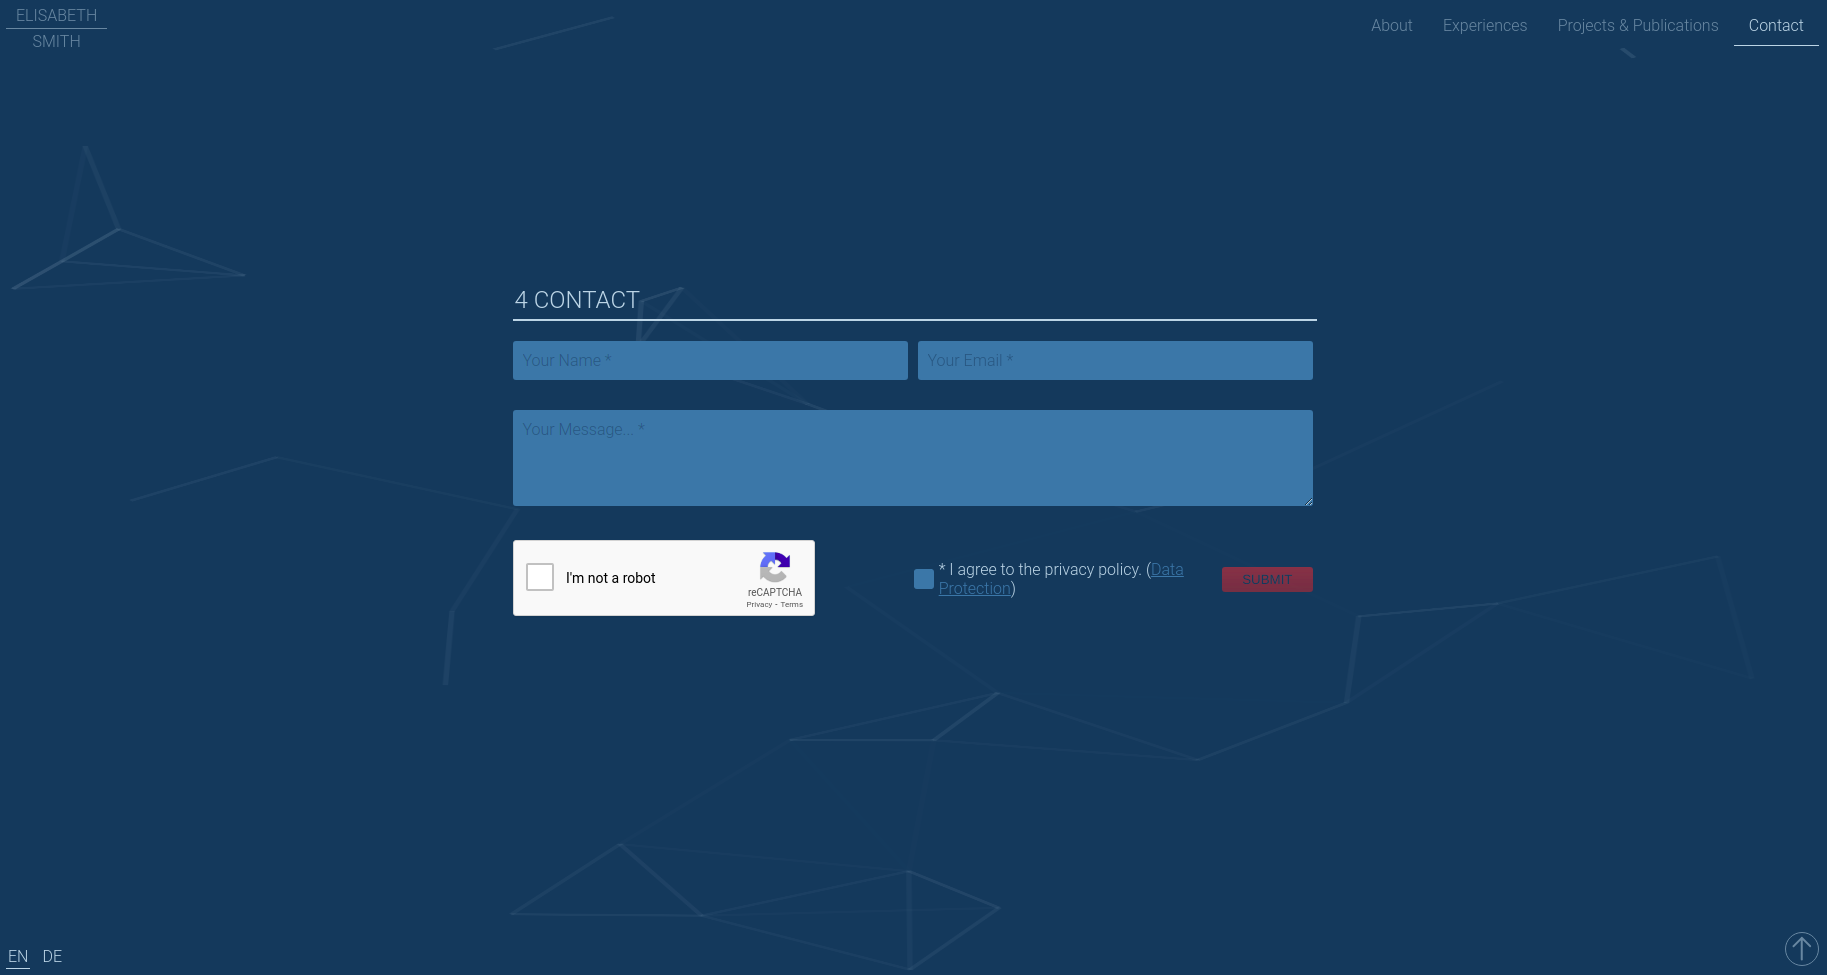 ELISABETH
SMITH
About Experiences Projects & Publications Contact
4 CONTACT
Your Name * Your Email *
Your Message... *
I'm not a robot
reCAPTCHA
Privacy - Terms
* I agree to the privacy policy. (Data
Protection)
SUBMIT
EN DE